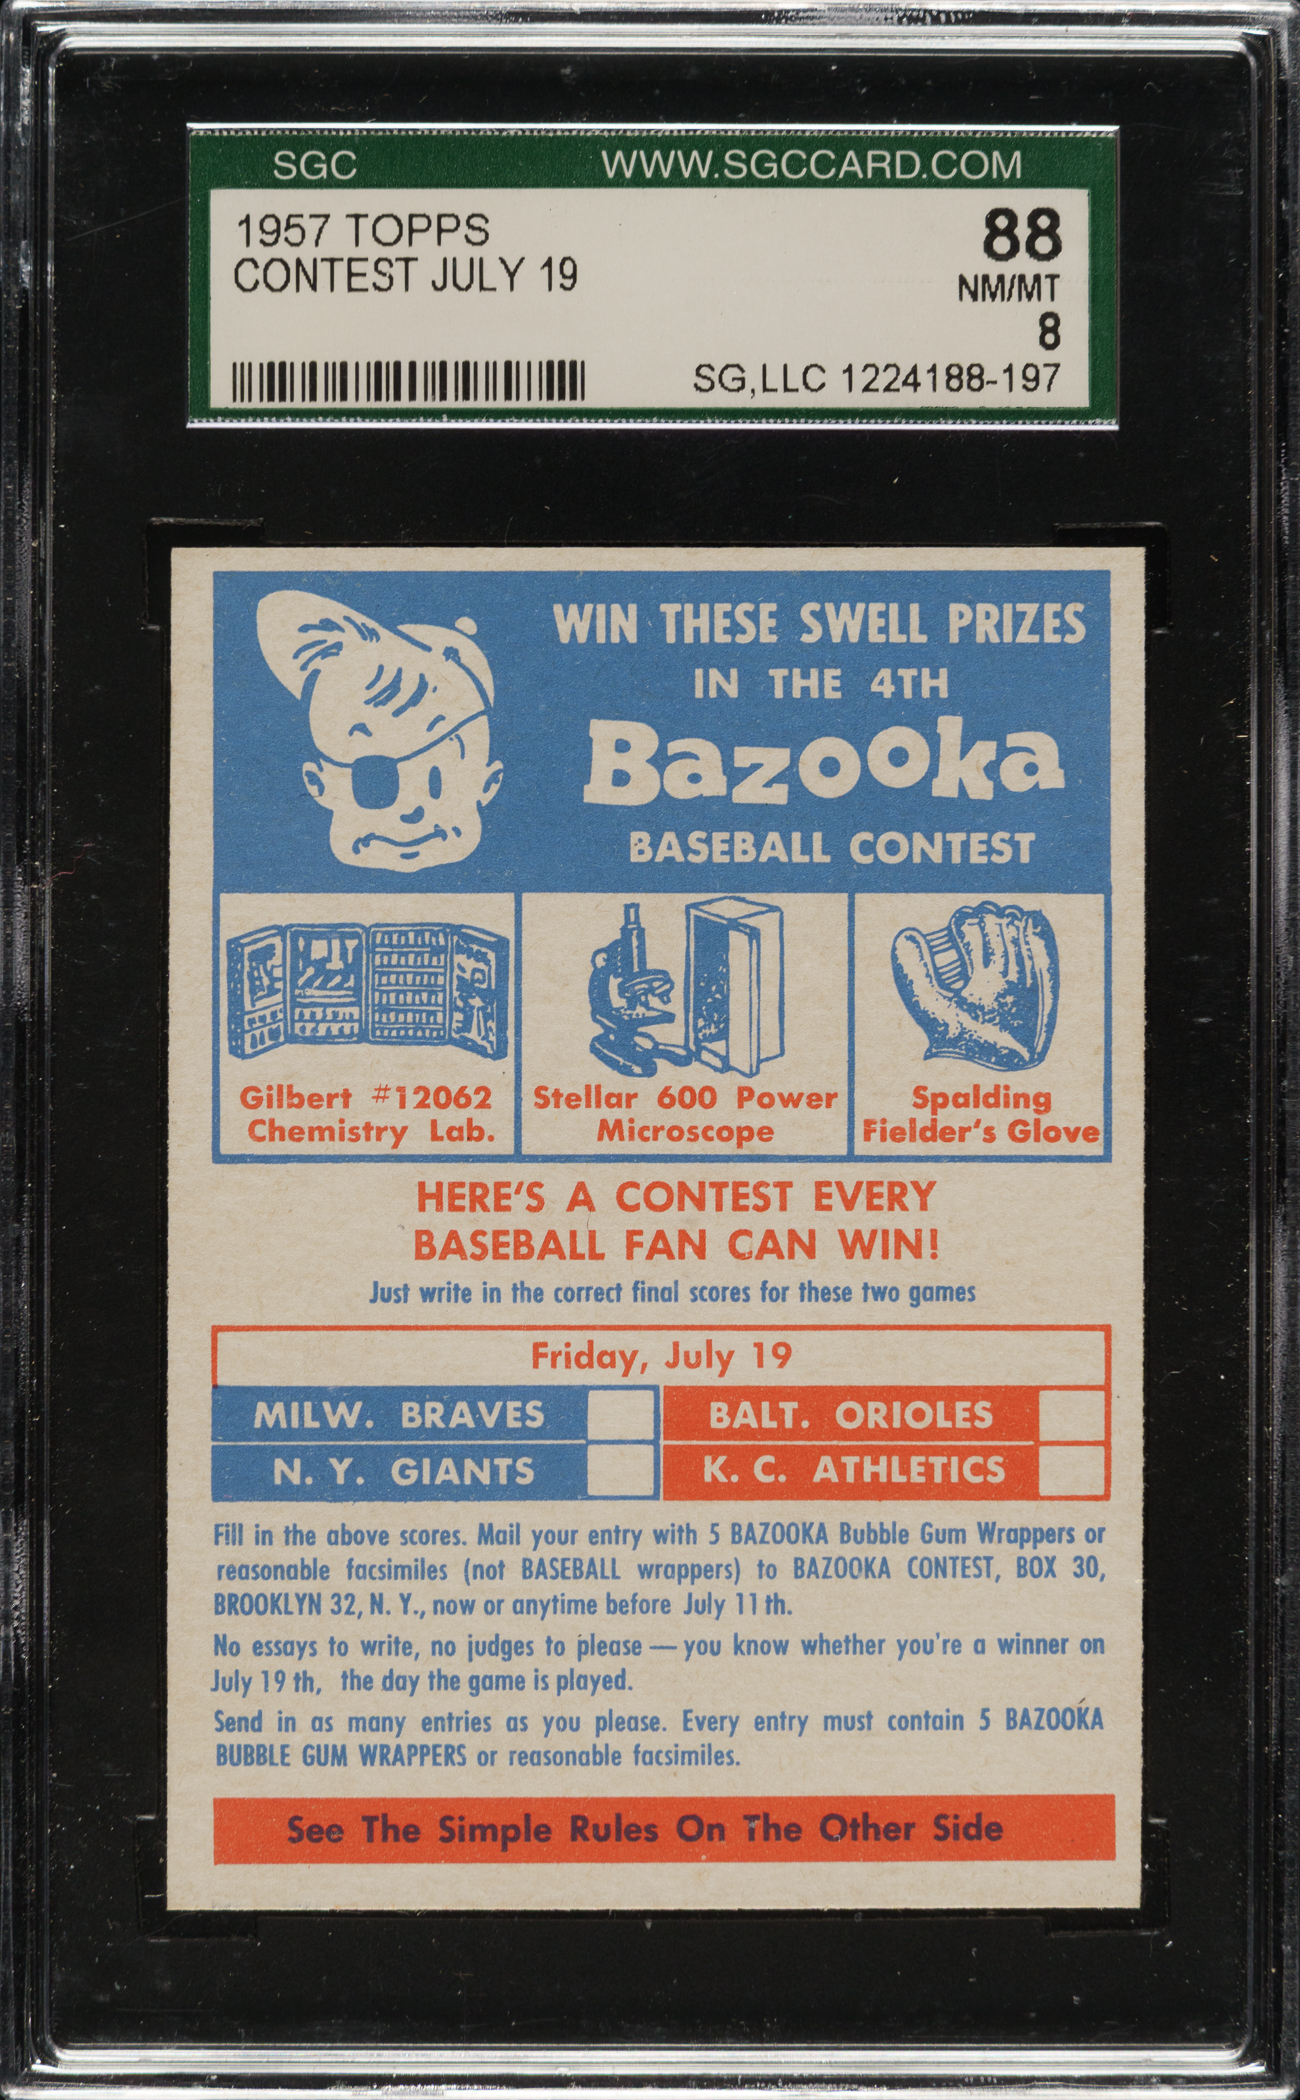 SGC WWW.SGCCARD.COM
1957 TOPPS 88
CONTEST JULY 19 NM/MT
8
SG,LLC 1224188-197
WIN THESE SWELL PRIZES
IN THE 4TH
Bazooka
BASEBALL CONTEST
Gilbert #12062
Chemistry Lab.
Stellar 600 Power
Microscope
Spalding
Fielder's Glove
HERE'S A CONTEST EVERY
BASEBALL FAN CAN WIN!
Just write in the correct final scores for these two games
Friday, July 19
MILW. BRAVES BALT. ORIOLES
N. Y. GIANTS K. C. ATHLETICS
Fill in the above scores. Mail your entry with 5 BAZOOKA Bubble Gum Wrappers or
reasonable facsimiles (not BASEBALL wrappers) to BAZOOKA CONTEST, BOX 30,
BROOKLYN 32, N. Y., now or anytime before July 11 th.
No essays to write, no judges to please — you know whether you're a winner on
July 19 th, the day the game is played.
Send in as many entries as you please. Every entry must contain 5 BAZOOKA
BUBBLE GUM WRAPPERS or reasonable facsimiles.
See The Simple Rules On The Other Side